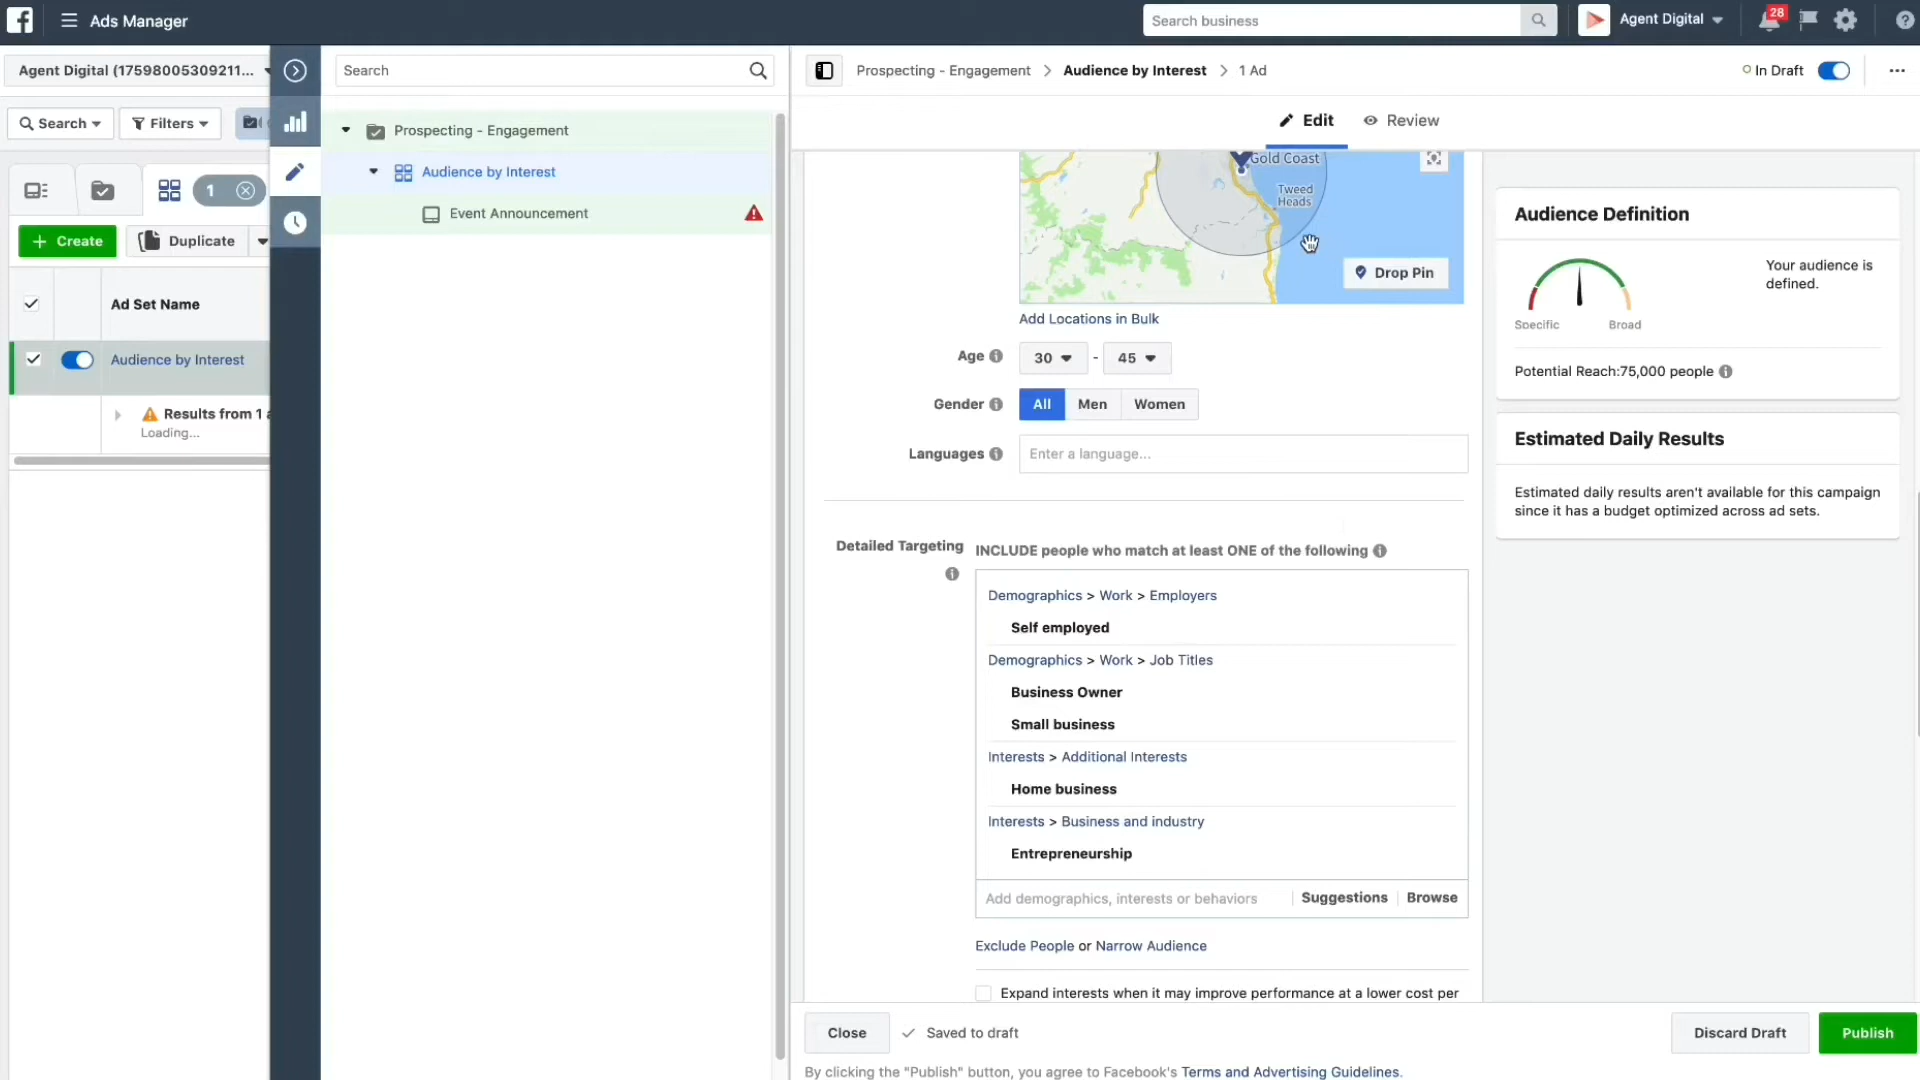 Ads Manager
Search business
Agent Digital
28
Agent Digital (17598005309211...
Search
Prospecting - Engagement > Audience by Interest > 1 Ad
In Draft
Search
Filters
Edit
Review
Prospecting - Engagement
Audience by Interest
Event Announcement
1
Create
Duplicate
Ad Set Name
Audience by Interest
Results from 1 a
Loading...
Gold Coast
Tweed
Heads
Drop Pin
Add Locations in Bulk
Age
30 - 45
Gender
All
Men
Women
Languages
Enter a language...
Detailed Targeting
INCLUDE people who match at least ONE of the following
Demographics > Work > Employers
Self employed
Demographics > Work > Job Titles
Business Owner
Small business
Interests > Additional Interests
Home business
Interests > Business and industry
Entrepreneurship
Add demographics, interests or behaviors
Suggestions
Browse
Exclude People or Narrow Audience
Expand interests when it may improve performance at a lower cost per
Audience Definition
Your audience is
defined.
Specific
Broad
Potential Reach:75,000 people
Estimated Daily Results
Estimated daily results aren't available for this campaign
since it has a budget optimized across ad sets.
Close
Saved to draft
Discard Draft
Publish
By clicking the "Publish" button, you agree to Facebook's Terms and Advertising Guidelines.